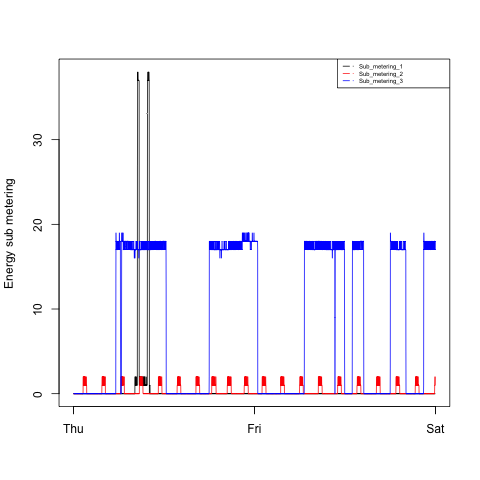 Sub_metering_1
Sub_metering_2
Sub_metering_3
Energy sub metering
30
20
10
0
Thu Fri Sat